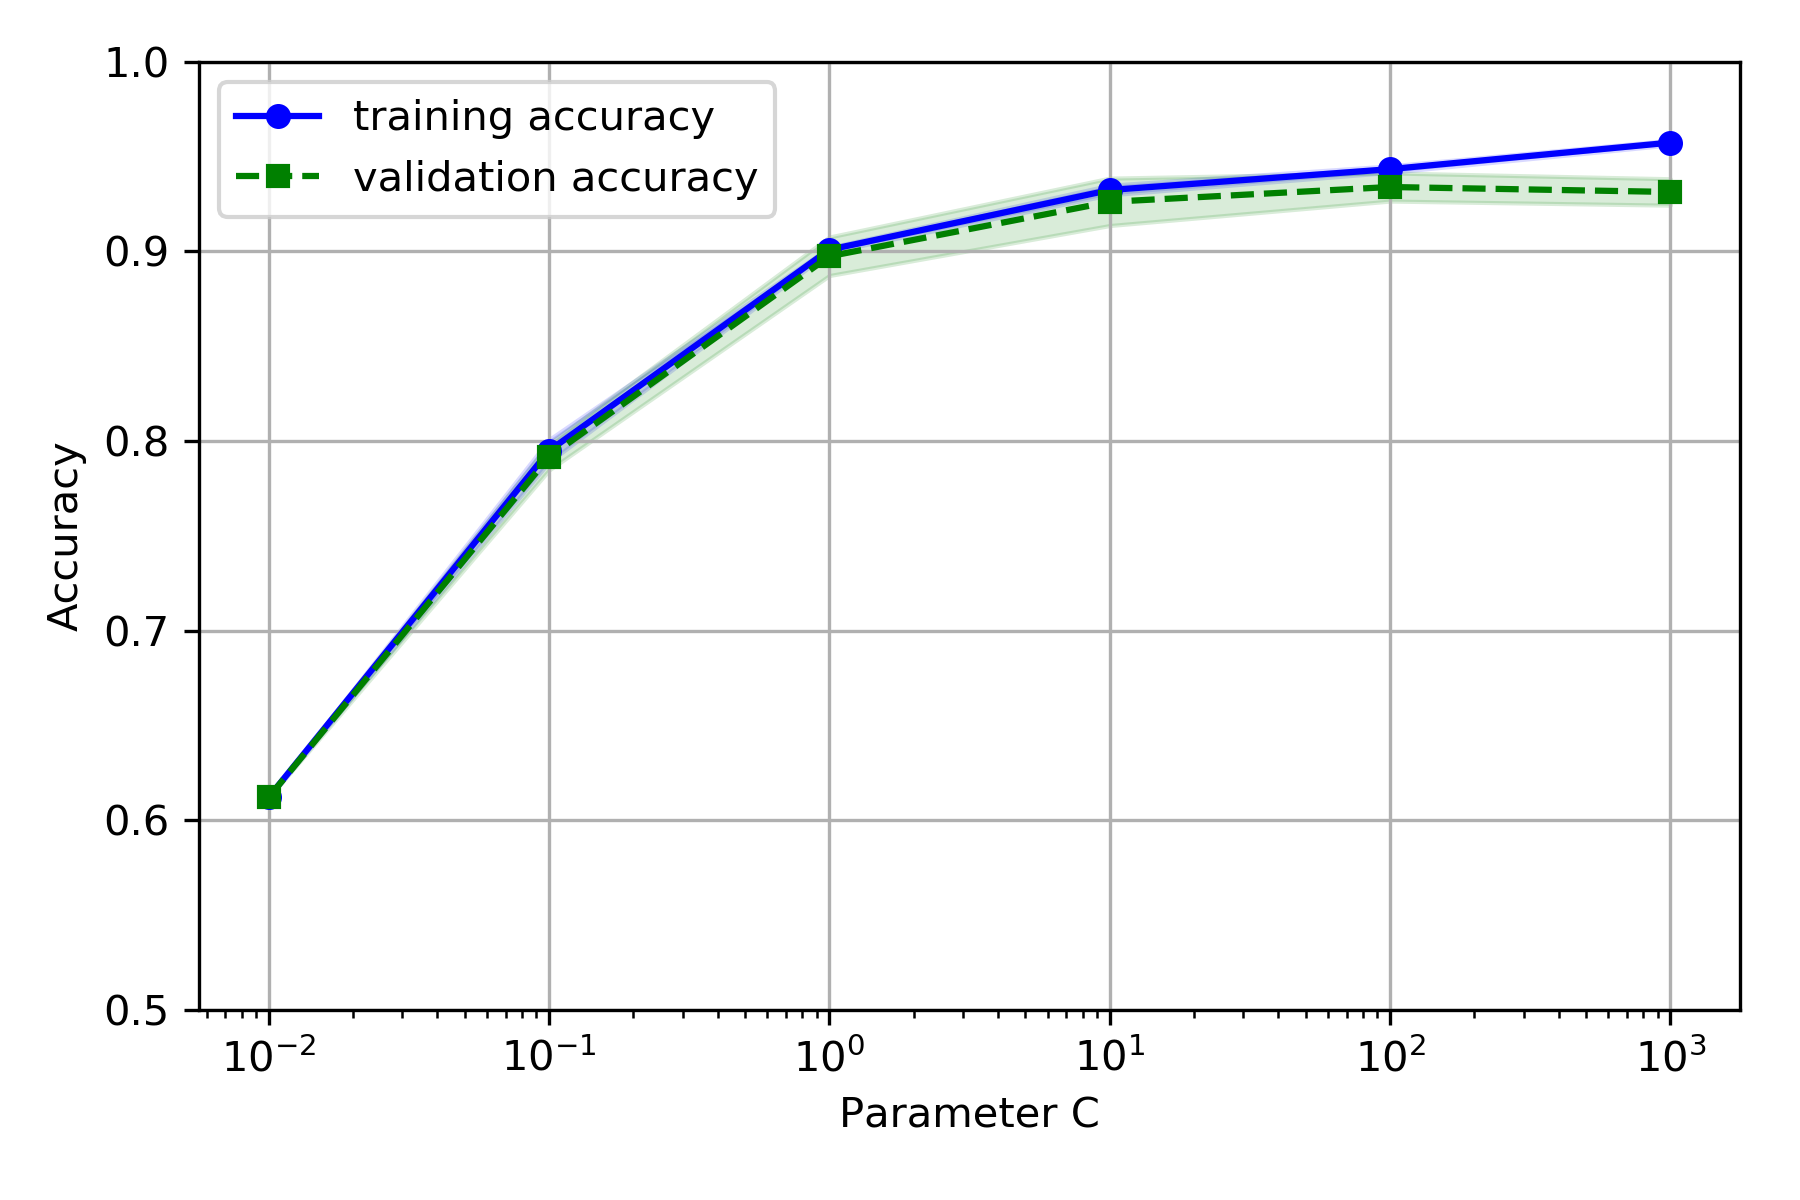 1.0
training accuracy
validation accuracy
0.9
0.8
0.7
0.6
0.5
Accuracy
10⁻² 10⁻¹ 10⁰ 10¹ 10² 10³
Parameter C